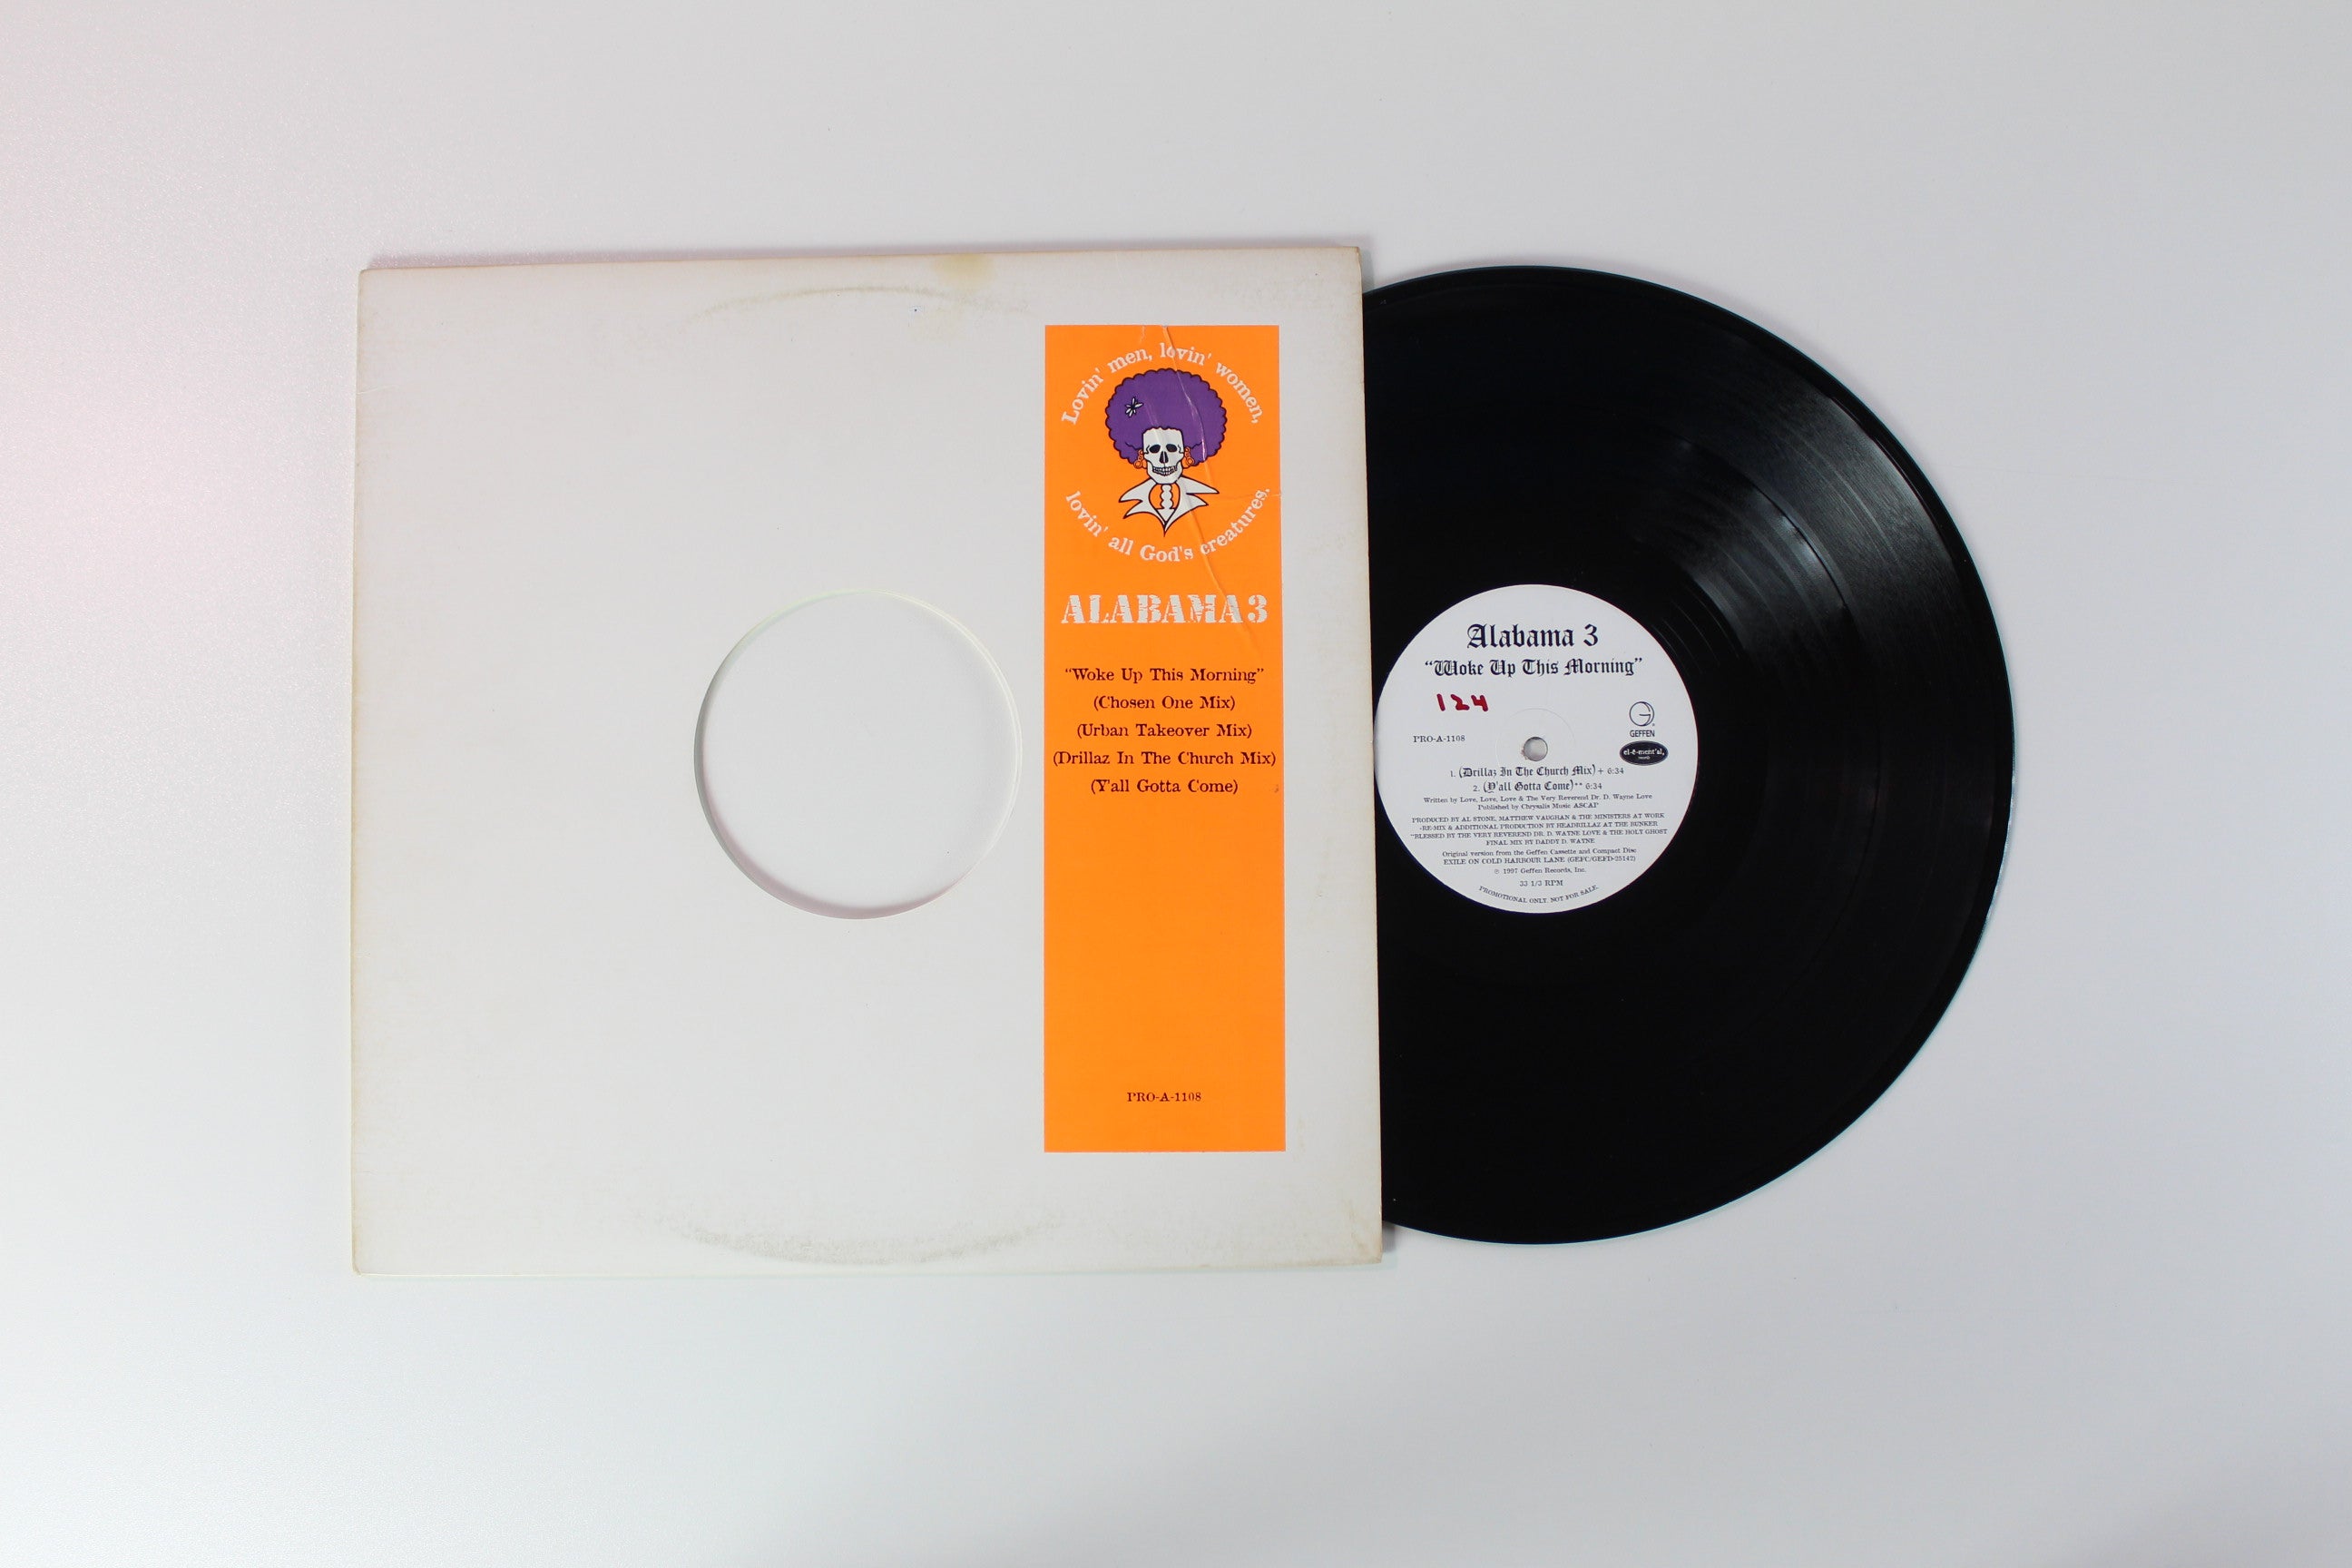 Lovin' men, lovin' women,
lovin' all God's creatures.
ALABAMA 3
"Woke Up This Morning"
(Chosen One Mix)
(Urban Takeover Mix)
(Drillaz In The Church Mix)
(Y'all Gotta Come)
PRO-A-1108
Alabama 3
"Woke Up This Morning"
124
GEFFEN
PRO-A-1108
el-e-ment'al,
1. (Drillaz In The Church Mix) + 6:34
2. (Y'all Gotta Come)** 6:34
Written by Love, Love, Love & The Very Reverend Dr. D. Wayne Love
Published by Chrysalis Music ASCAP
PRODUCED BY AL STONE, MATTHEW VAUGHAN & THE MINISTERS AT WORK
+RE-MIX & ADDITIONAL PRODUCTION BY HEADRILLAZ AT THE BUNKER
**BLESSED BY THE VERY REVEREND DR. D. WAYNE LOVE & THE HOLY GHOST
FINAL MIX BY DADDY D. WAYNE
Original version from the Geffen Cassette and Compact Disc
EXILE ON COLD HARBOUR LANE (GEFC/GEFD-25142)
℗ 1997 Geffen Records, Inc.
33 1/3 RPM
PROMOTIONAL ONLY. NOT FOR SALE.